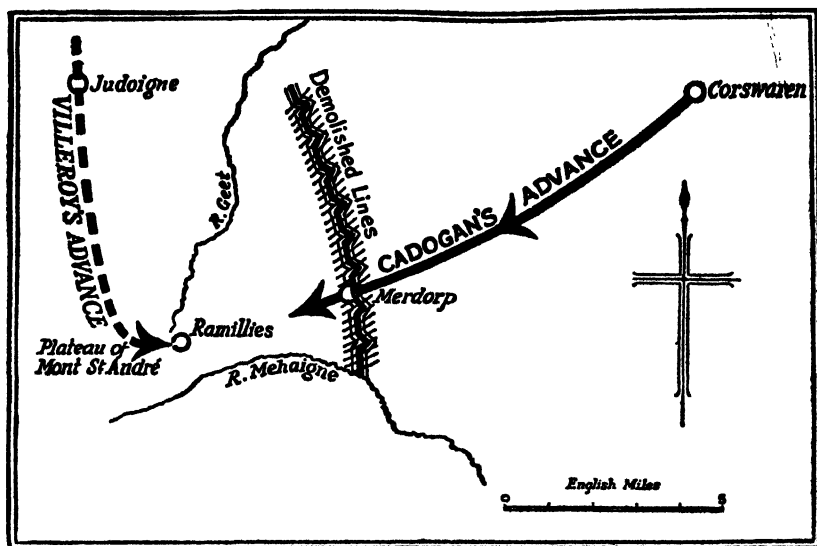 Judoigne
Corswaren
Demolished Lines
VILLEROY'S ADVANCE
R. Geet
CADOGAN'S ADVANCE
Merdorp
Ramillies
Plateau of
Mont St André
R. Mehaigne
English Miles
0 5